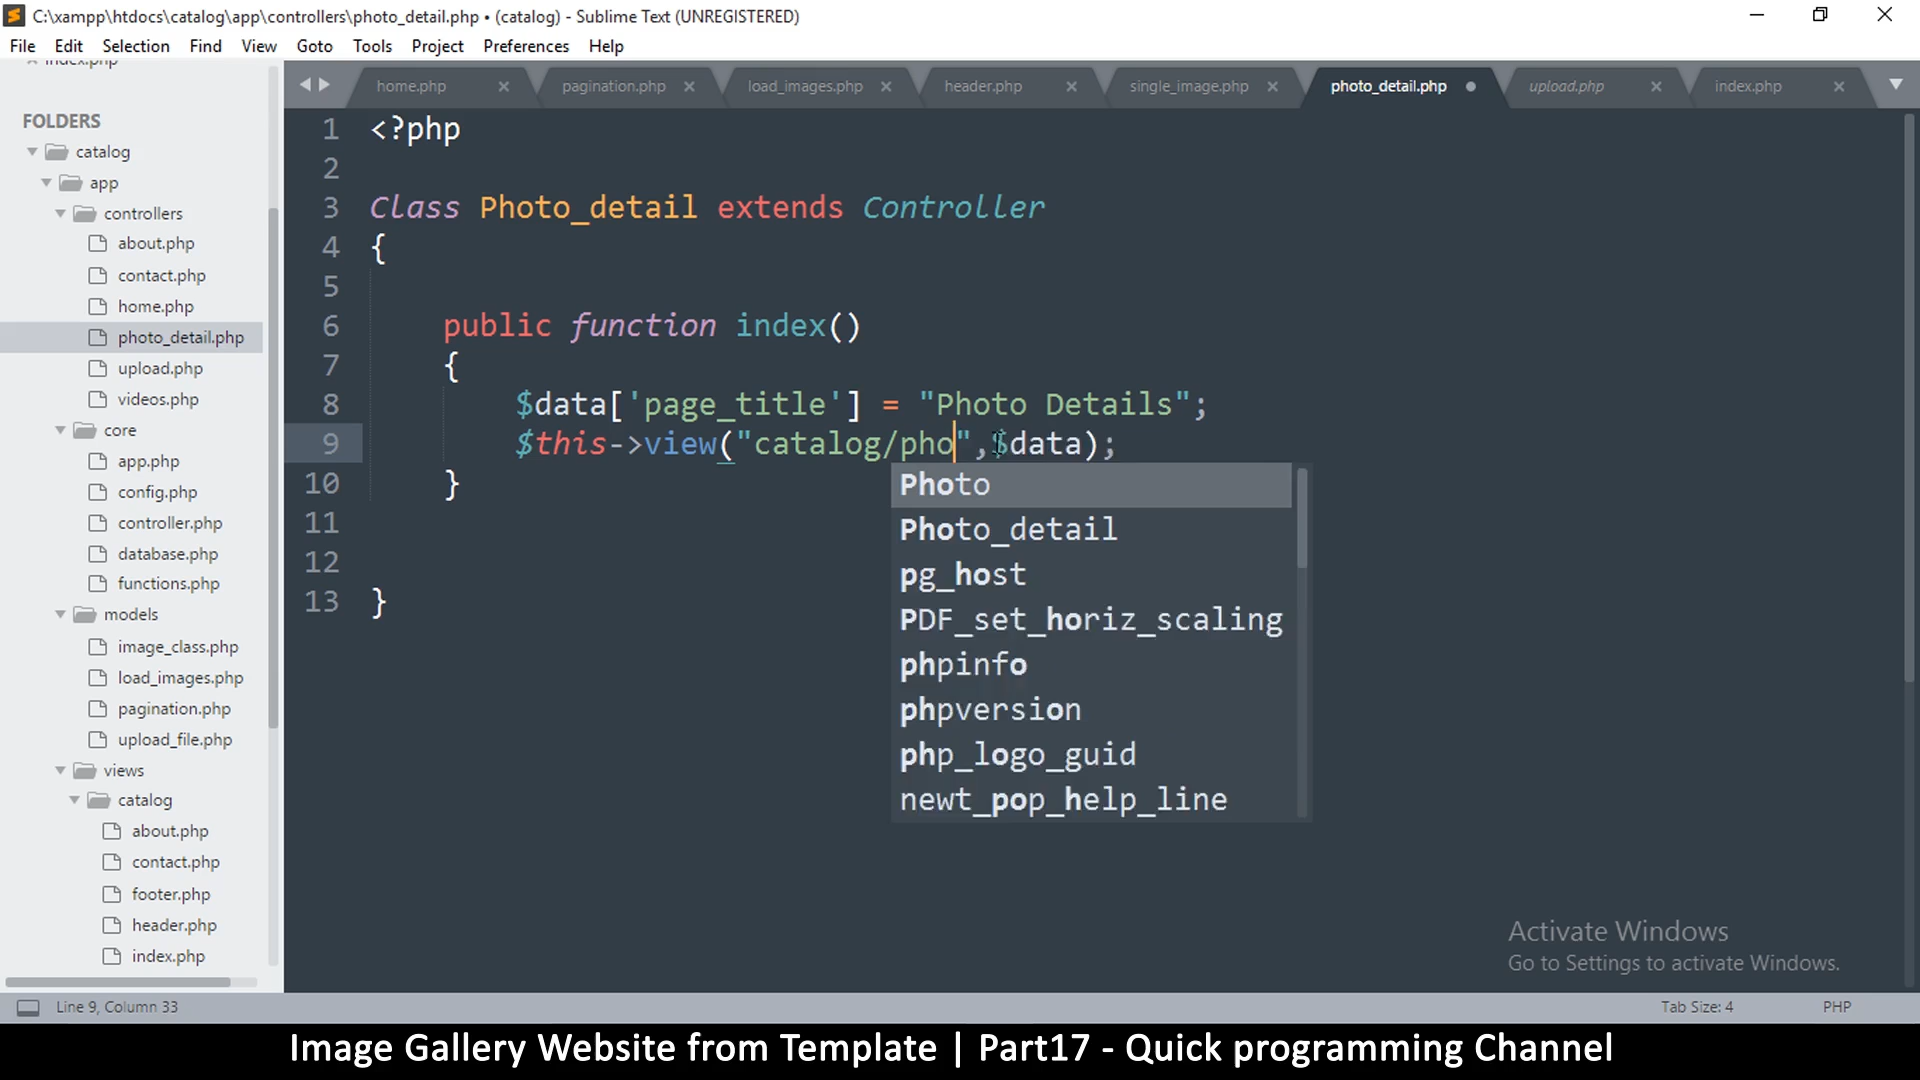 C:\xampp\htdocs\catalog\app\controllers\photo_detail.php • (catalog) - Sublime Text (UNREGISTERED)
File Edit Selection Find View Goto Tools Project Preferences Help
index.php
home.php pagination.php load_images.php header.php single_image.php photo_detail.php upload.php index.php
FOLDERS
catalog
app
controllers
about.php
contact.php
home.php
photo_detail.php
upload.php
videos.php
core
app.php
config.php
controller.php
database.php
functions.php
models
image_class.php
load_images.php
pagination.php
upload_file.php
views
catalog
about.php
contact.php
footer.php
header.php
index.php
1 <?php
2
3 Class Photo_detail extends Controller
4 {
5
6 public function index()
7 {
8 $data['page_title'] = "Photo Details";
9 $this->view("catalog/pho",$data);
10 }
11
12
13 }
Photo
Photo_detail
pg_host
PDF_set_horiz_scaling
phpinfo
phpversion
php_logo_guid
newt_pop_help_line
Activate Windows
Go to Settings to activate Windows.
Line 9, Column 33 Tab Size: 4 PHP
Image Gallery Website from Template | Part17 - Quick programming Channel